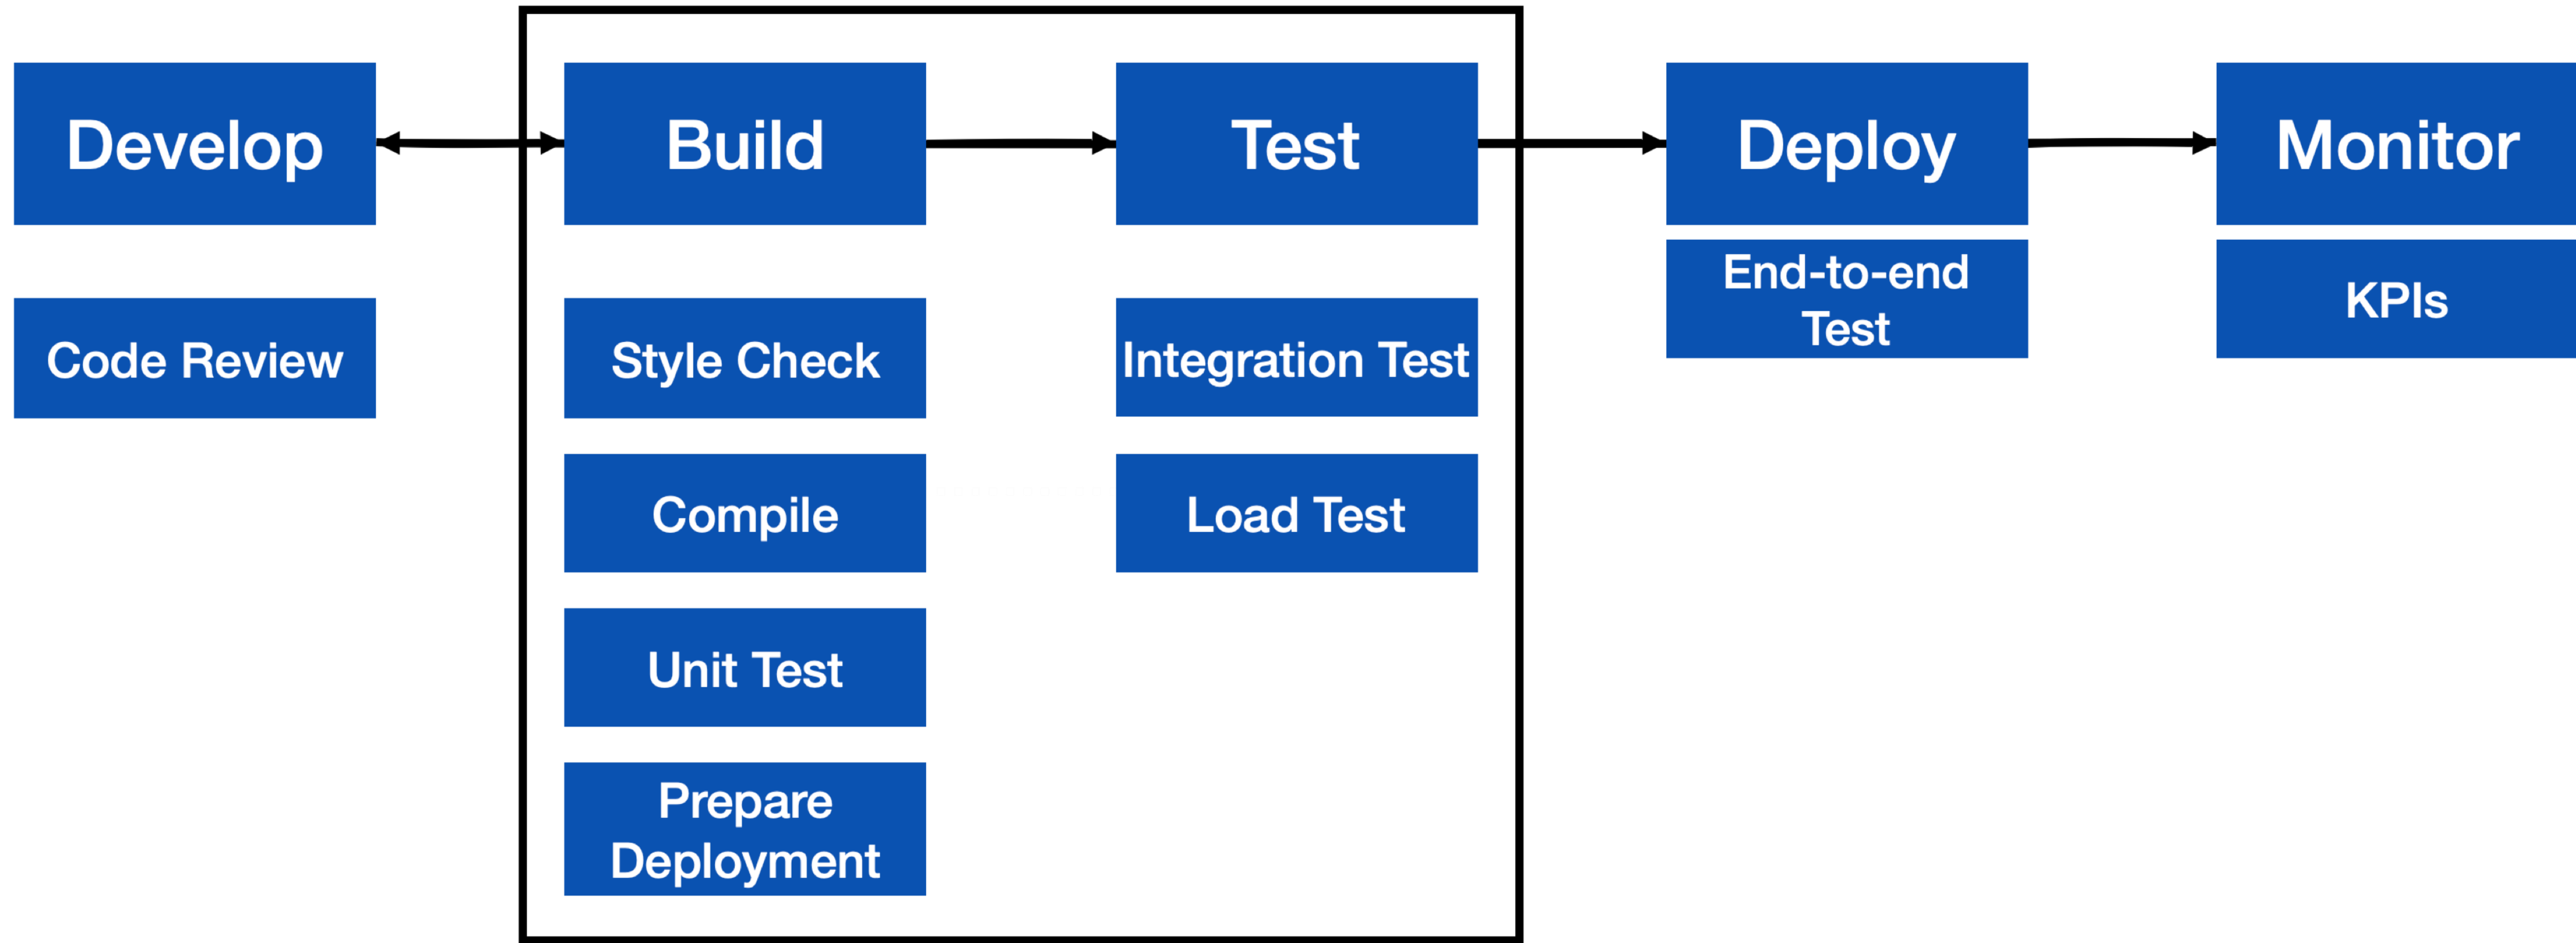 Develop
Build
Test
Deploy
Monitor
Code Review
Style Check
Compile
Unit Test
Prepare
Deployment
Integration Test
Load Test
End-to-end
Test
KPIs